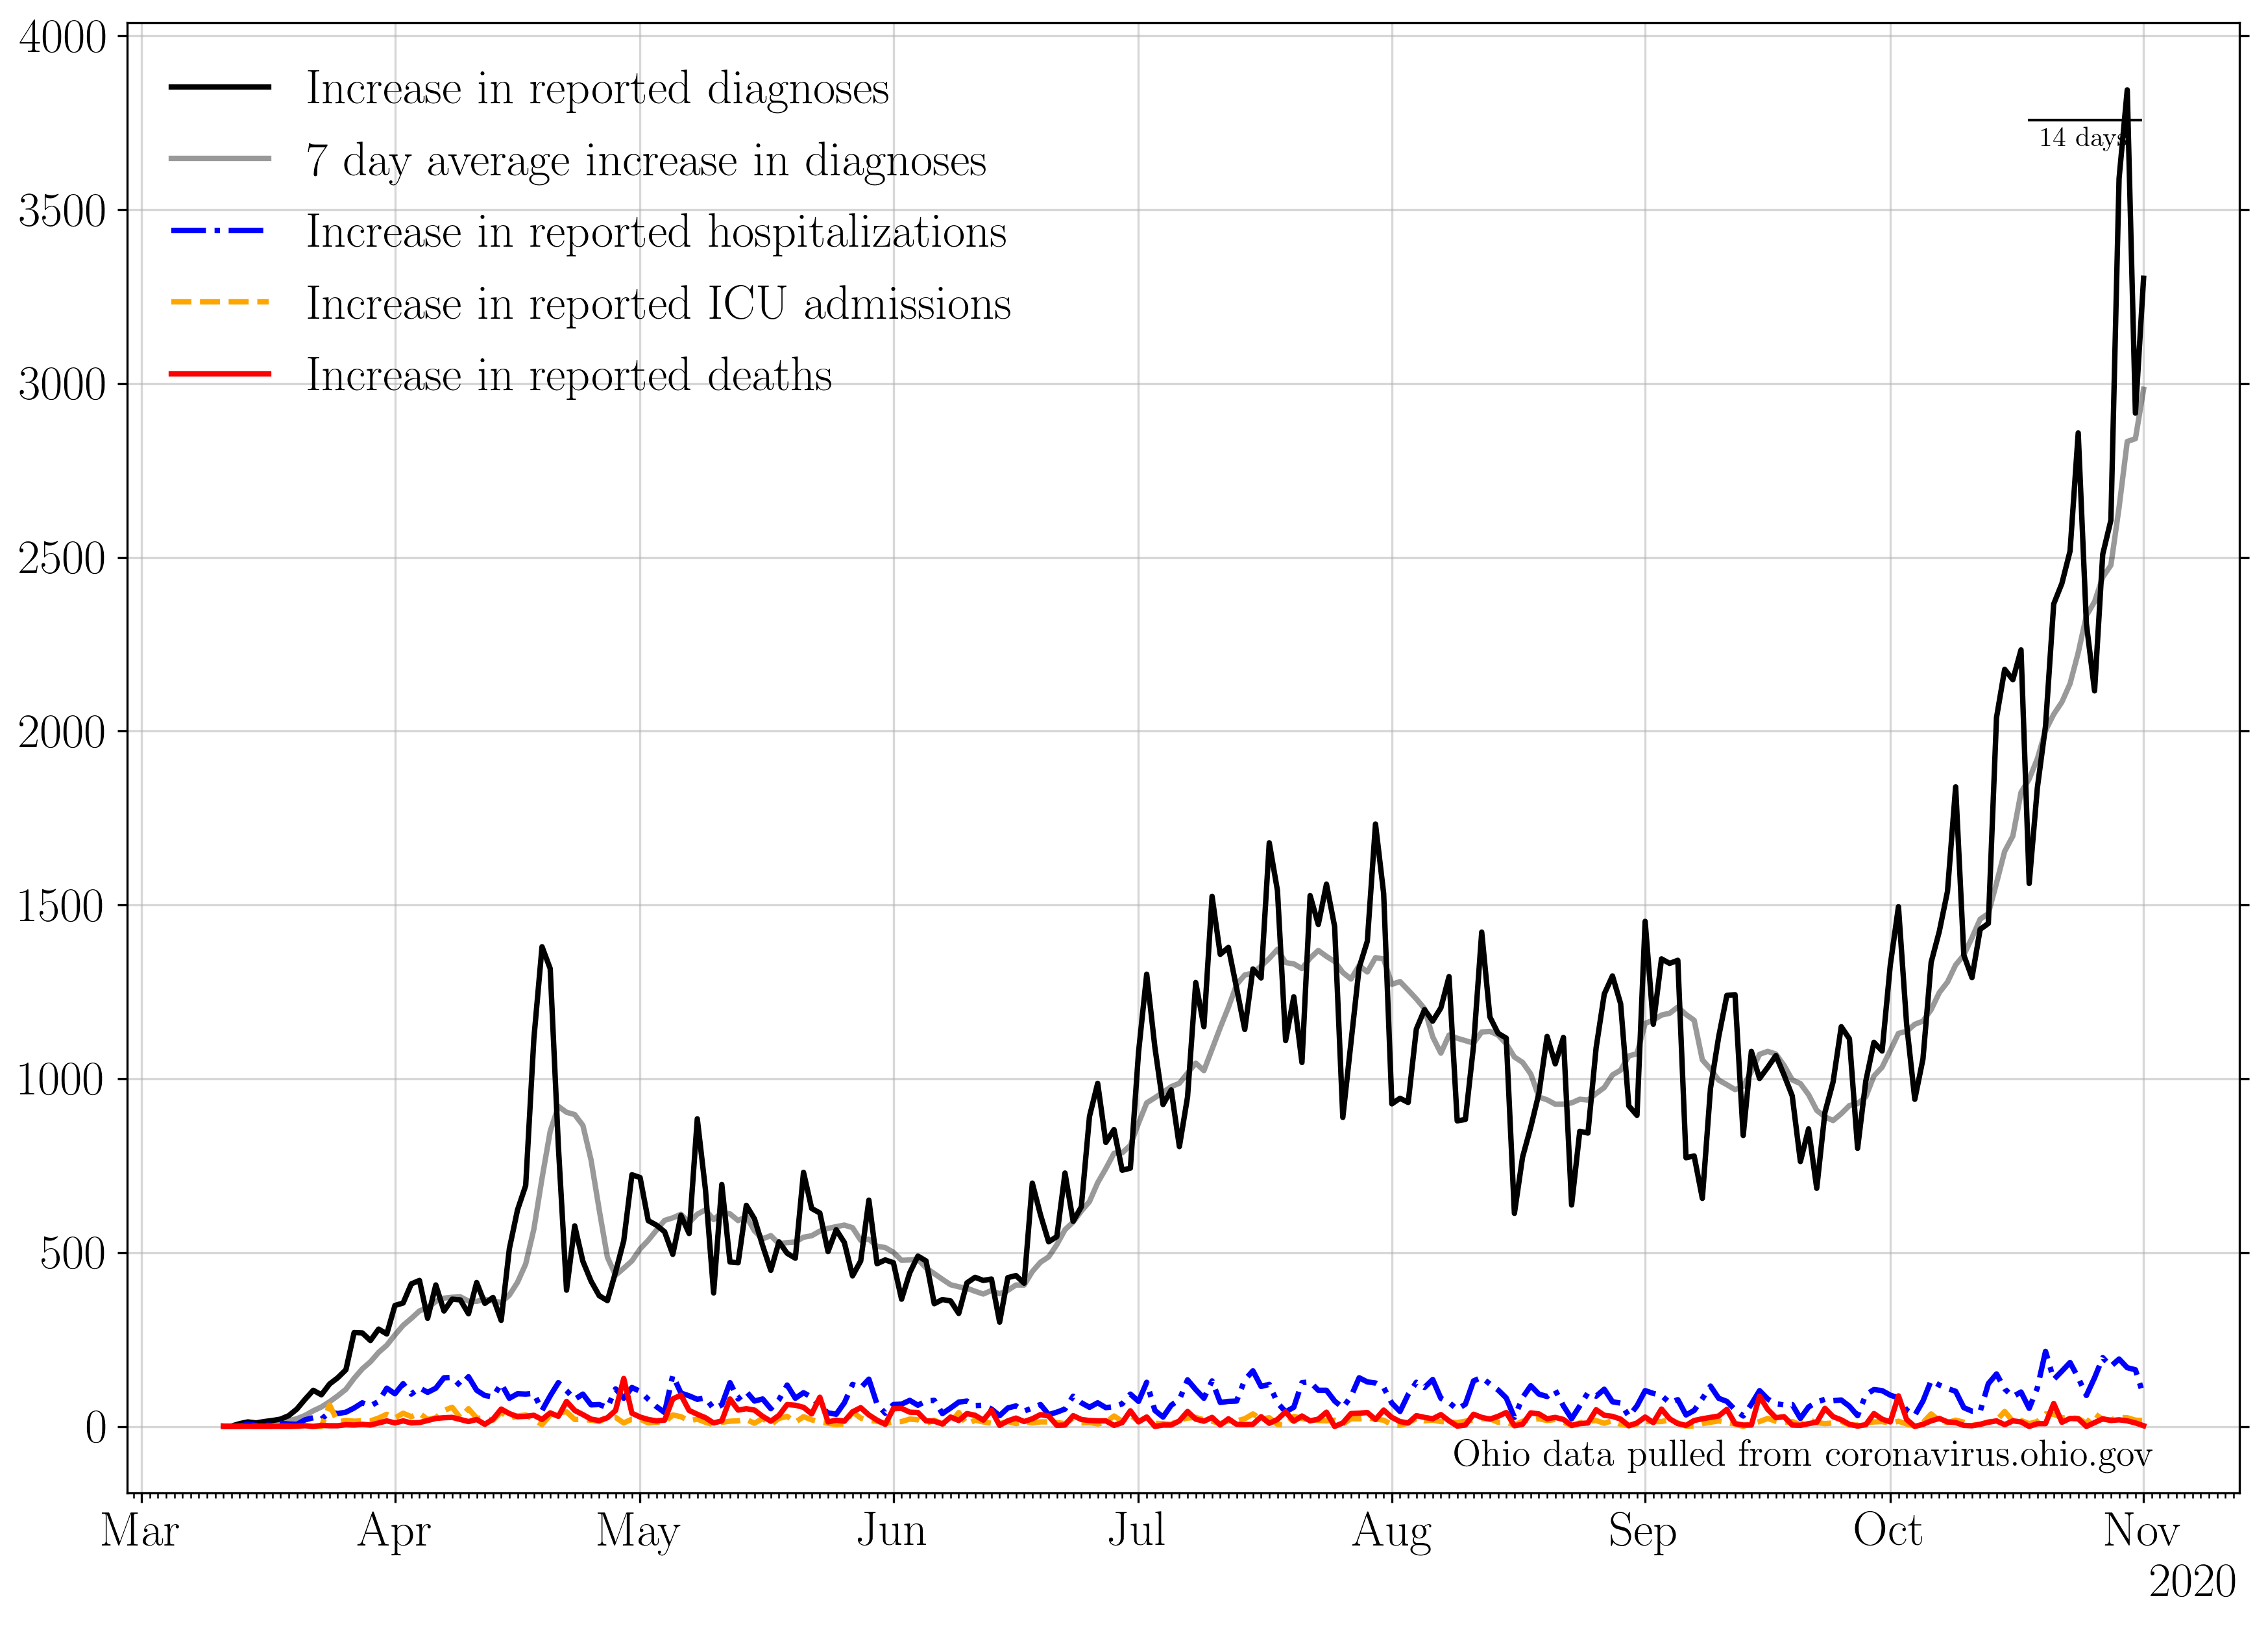 4000
3500
3000
2500
2000
1500
1000
500
0
Increase in reported diagnoses
7 day average increase in diagnoses
Increase in reported hospitalizations
Increase in reported ICU admissions
Increase in reported deaths
14 days
Ohio data pulled from coronavirus.ohio.gov
Mar Apr May Jun Jul Aug Sep Oct Nov
2020